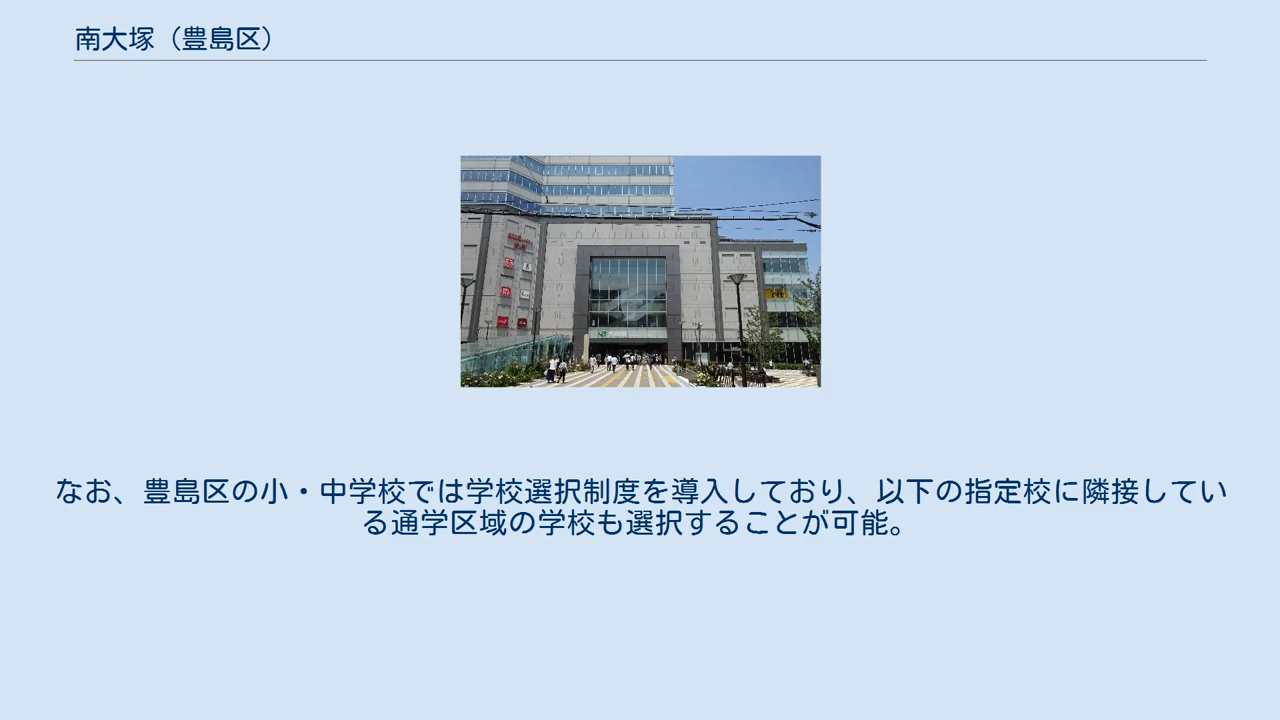 南大塚（豊島区）
なお、豊島区の小・中学校では学校選択制度を導入しており、以下の指定校に隣接してい
る通学区域の学校も選択することが可能。